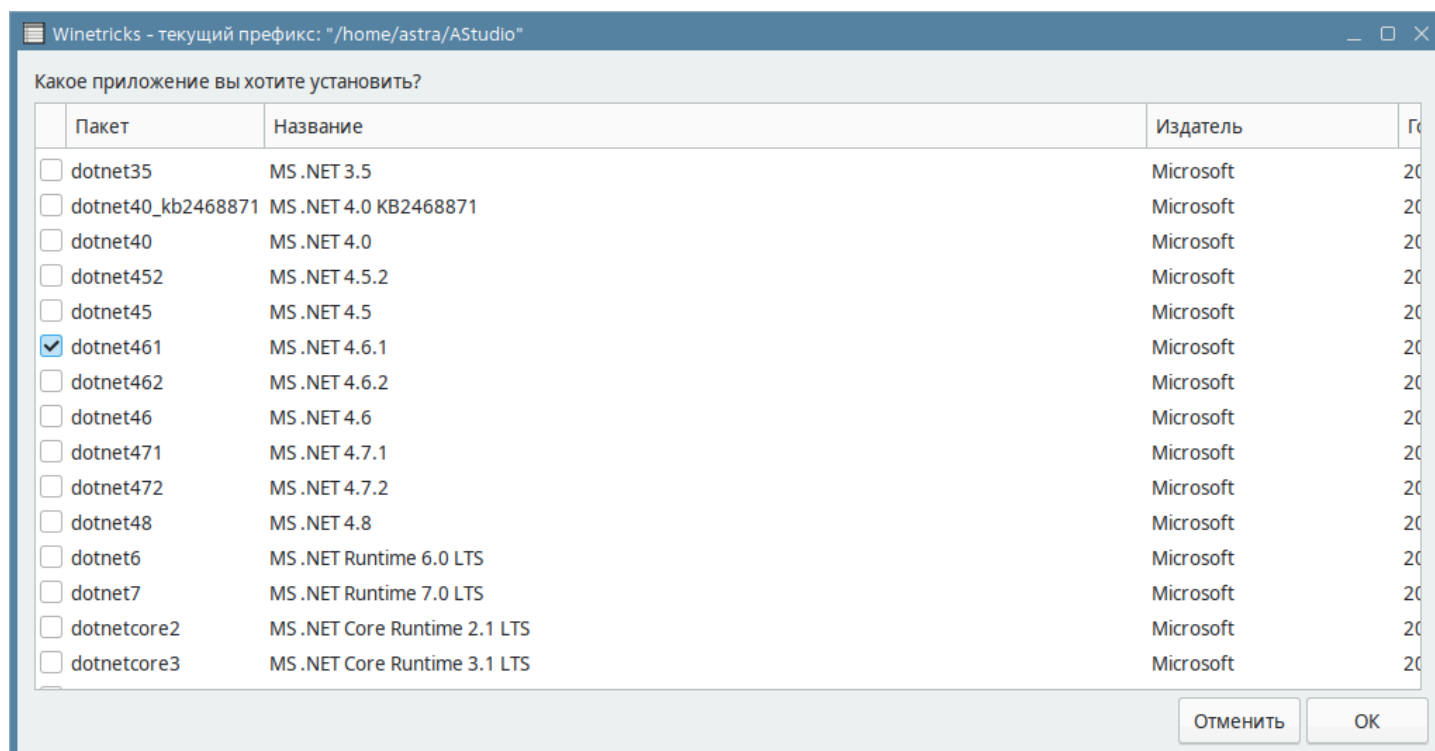 Winetricks - текущий префикс: "/home/astra/AStudio"
Какое приложение вы хотите установить?
Пакет Название Издатель
dotnet35 MS .NET 3.5 Microsoft
dotnet40_kb2468871 MS .NET 4.0 KB2468871 Microsoft
dotnet40 MS .NET 4.0 Microsoft
dotnet452 MS .NET 4.5.2 Microsoft
dotnet45 MS .NET 4.5 Microsoft
dotnet461 MS .NET 4.6.1 Microsoft
dotnet462 MS .NET 4.6.2 Microsoft
dotnet46 MS .NET 4.6 Microsoft
dotnet471 MS .NET 4.7.1 Microsoft
dotnet472 MS .NET 4.7.2 Microsoft
dotnet48 MS .NET 4.8 Microsoft
dotnet6 MS .NET Runtime 6.0 LTS Microsoft
dotnet7 MS .NET Runtime 7.0 LTS Microsoft
dotnetcore2 MS .NET Core Runtime 2.1 LTS Microsoft
dotnetcore3 MS .NET Core Runtime 3.1 LTS Microsoft
Отменить ОК